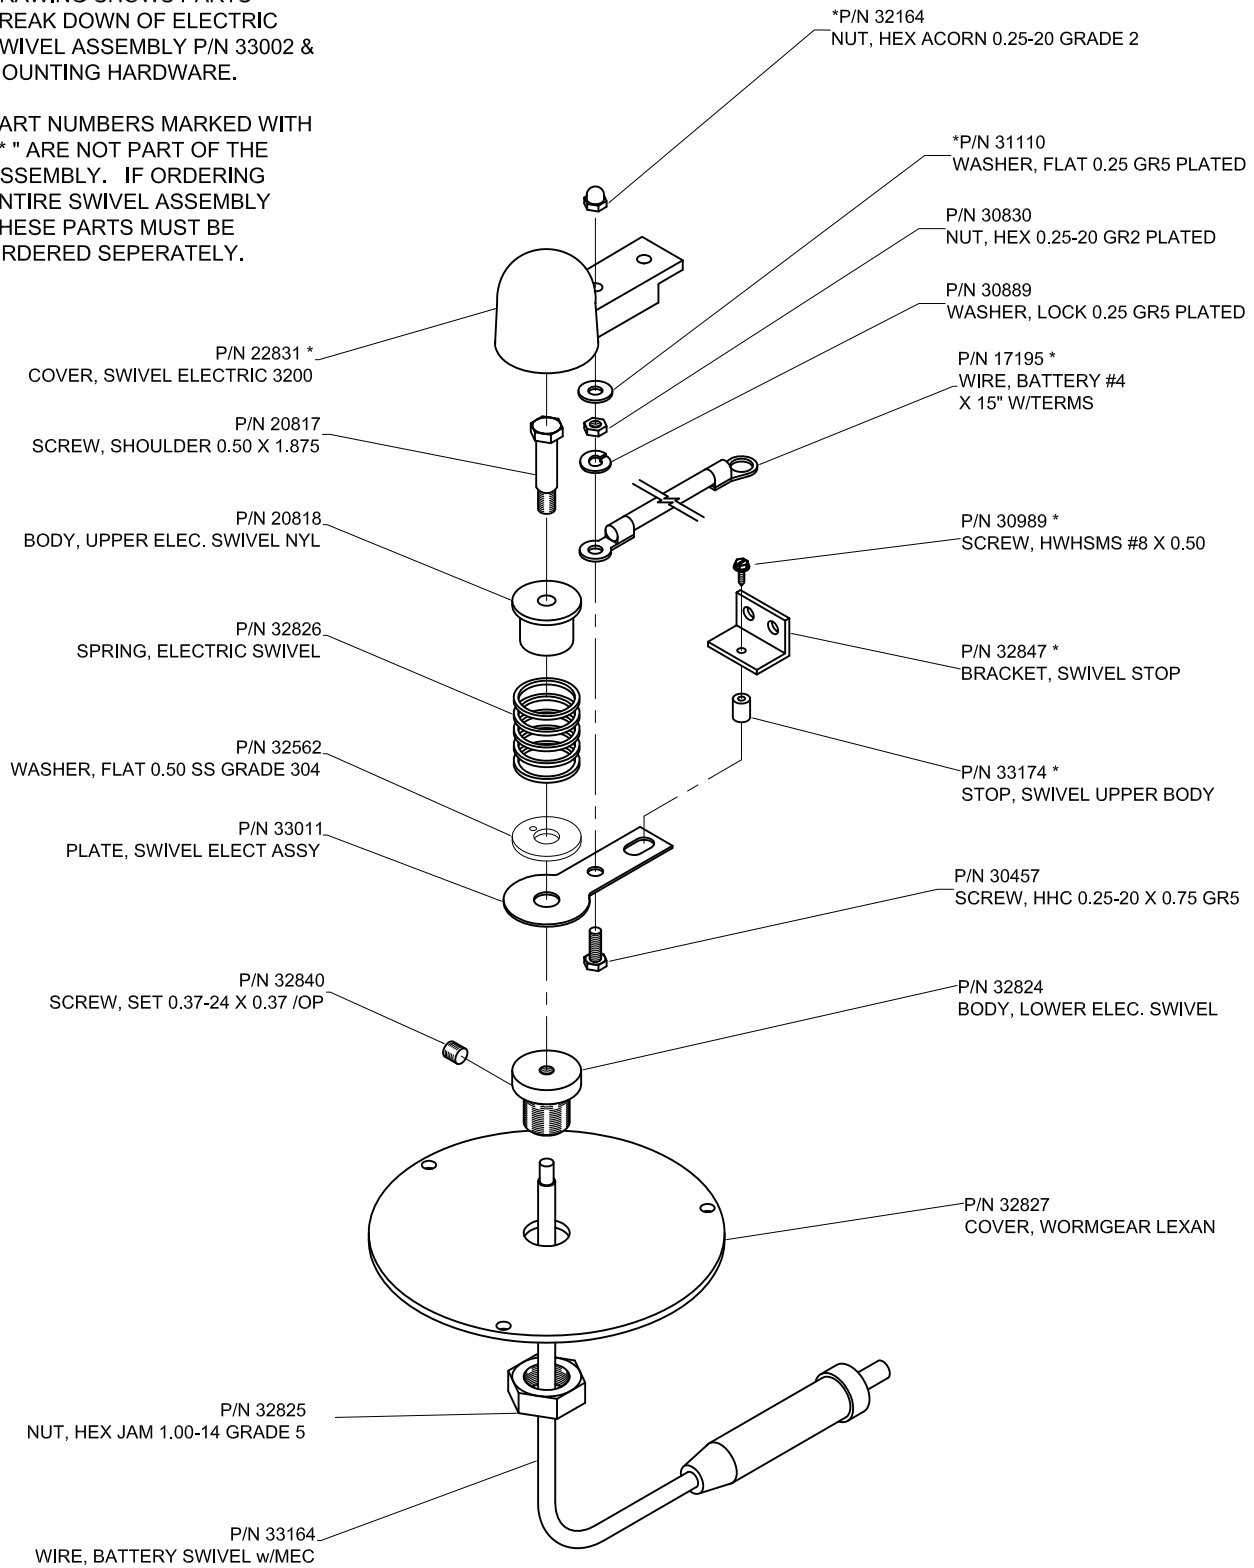 RAWING SHOWS PARTS
REAK DOWN OF ELECTRIC
WIVEL ASSEMBLY P/N 33002 &
OUNTING HARDWARE.
ART NUMBERS MARKED WITH
* " ARE NOT PART OF THE
SSEMBLY. IF ORDERING
NTIRE SWIVEL ASSEMBLY
HESE PARTS MUST BE
RDERED SEPERATELY.
*P/N 32164
NUT, HEX ACORN 0.25-20 GRADE 2
*P/N 31110
WASHER, FLAT 0.25 GR5 PLATED
P/N 30830
NUT, HEX 0.25-20 GR2 PLATED
P/N 30889
WASHER, LOCK 0.25 GR5 PLATED
P/N 22831 *
COVER, SWIVEL ELECTRIC 3200
P/N 17195 *
WIRE, BATTERY #4
X 15" W/TERMS
P/N 20817
SCREW, SHOULDER 0.50 X 1.875
P/N 20818
BODY, UPPER ELEC. SWIVEL NYL
P/N 30989 *
SCREW, HWHSMS #8 X 0.50
P/N 32826
SPRING, ELECTRIC SWIVEL
P/N 32847 *
BRACKET, SWIVEL STOP
P/N 32562
WASHER, FLAT 0.50 SS GRADE 304
P/N 33174 *
STOP, SWIVEL UPPER BODY
P/N 33011
PLATE, SWIVEL ELECT ASSY
P/N 30457
SCREW, HHC 0.25-20 X 0.75 GR5
P/N 32840
SCREW, SET 0.37-24 X 0.37 /OP
P/N 32824
BODY, LOWER ELEC. SWIVEL
P/N 32827
COVER, WORMGEAR LEXAN
P/N 32825
NUT, HEX JAM 1.00-14 GRADE 5
P/N 33164
WIRE, BATTERY SWIVEL w/MEC